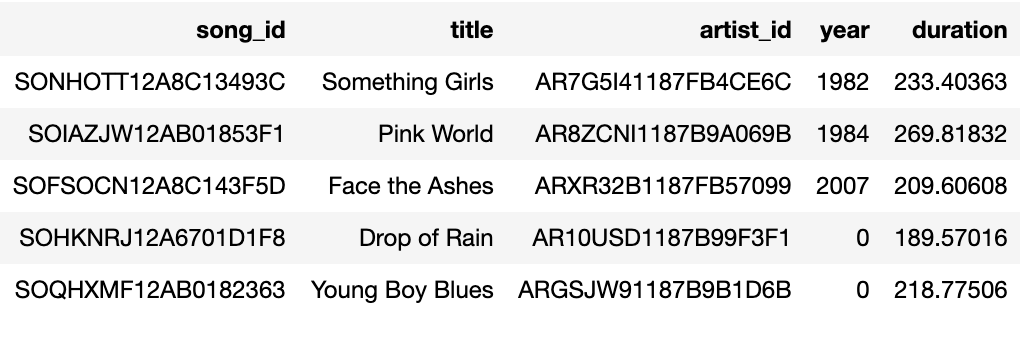 song_id title artist_id year duration
SONHOTT12A8C13493C Something Girls AR7G5I41187FB4CE6C 1982 233.40363
SOIAZJW12AB01853F1 Pink World AR8ZCNI1187B9A069B 1984 269.81832
SOFSOCN12A8C143F5D Face the Ashes ARXR32B1187FB57099 2007 209.60608
SOHKNRJ12A6701D1F8 Drop of Rain AR10USD1187B99F3F1 0 189.57016
SOQHXMF12AB0182363 Young Boy Blues ARGSJW91187B9B1D6B 0 218.77506